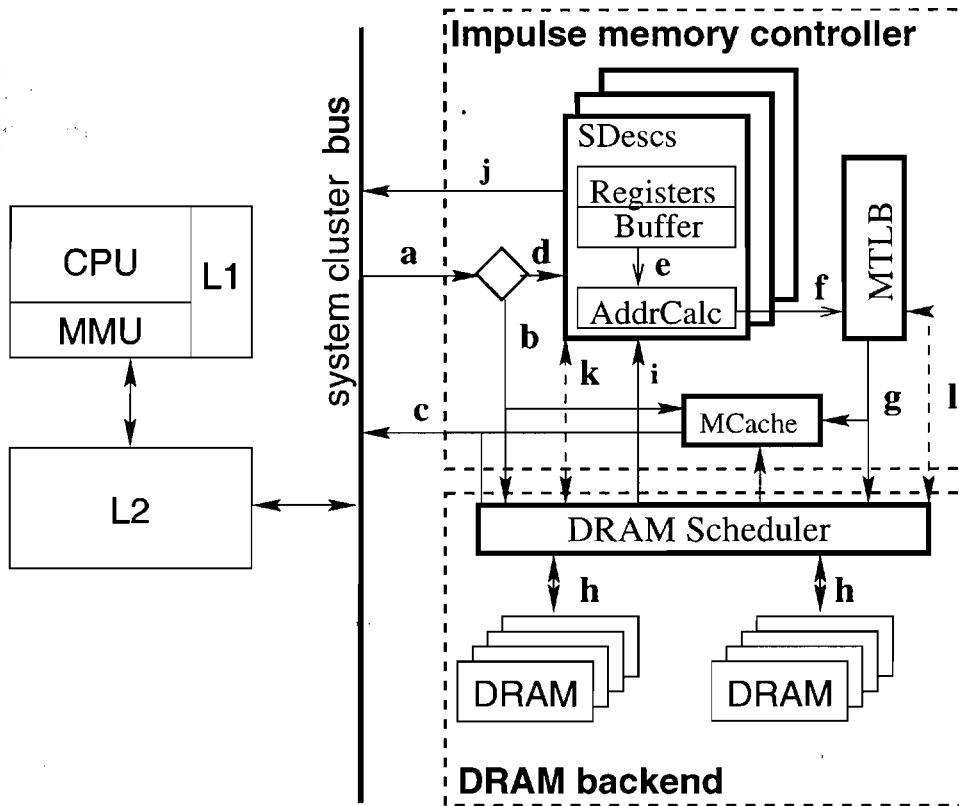 Impulse memory controller
system cluster bus
SDescs
Registers
Buffer
e
AddrCalc
MTLB
j
a
d
f
b
k
i
c
g
l
MCache
CPU
L1
MMU
L2
DRAM Scheduler
h
h
DRAM
DRAM
DRAM backend